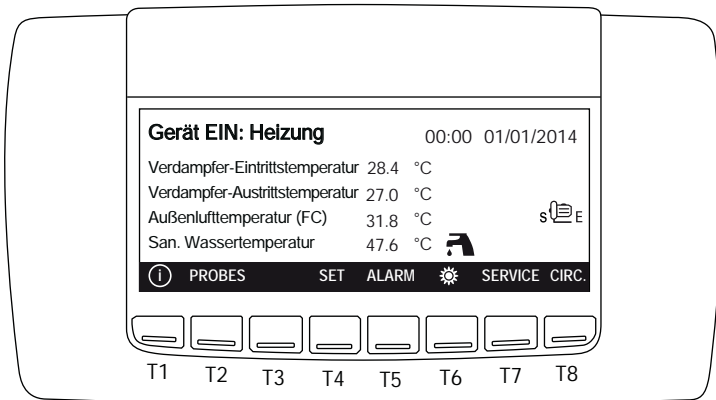 Gerät EIN: Heizung 00:00 01/01/2014
Verdampfer-Eintrittstemperatur 28.4 °C
Verdampfer-Austrittstemperatur 27.0 °C
Außenlufttemperatur (FC) 31.8 °C
S E
San. Wassertemperatur 47.6 °C
i PROBES SET ALARM SERVICE CIRC.
T1 T2 T3 T4 T5 T6 T7 T8